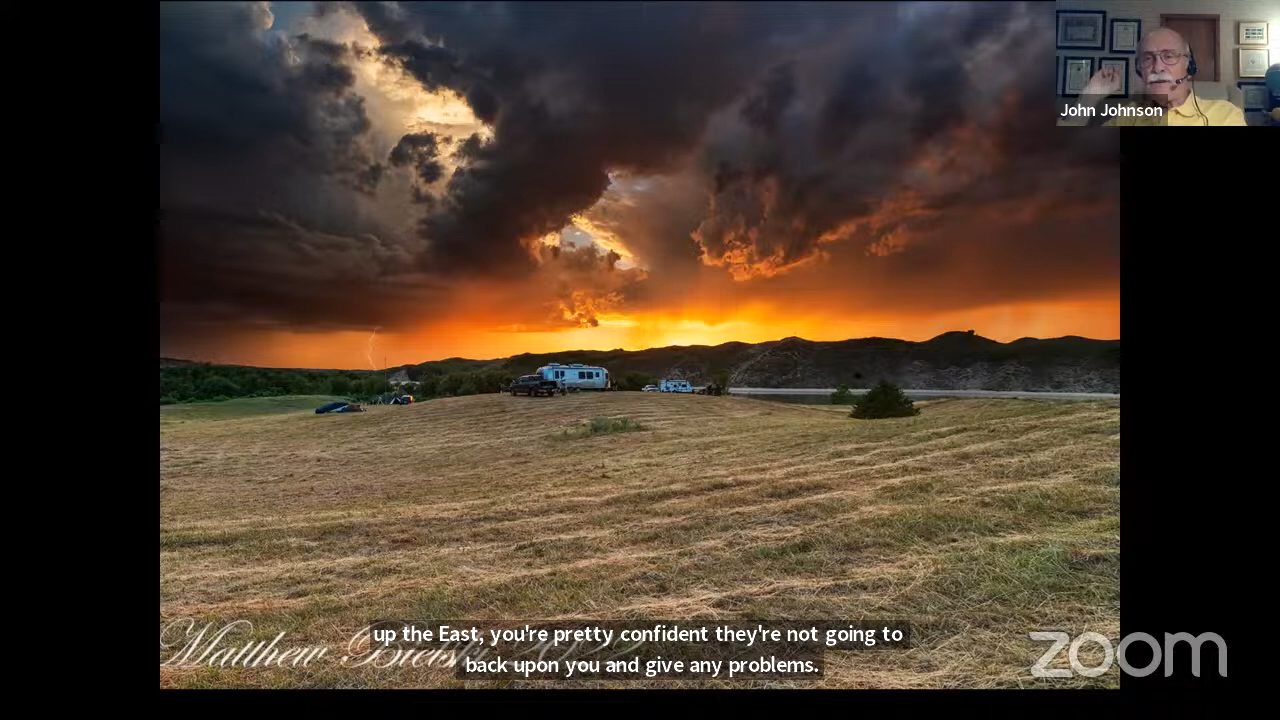 John Johnson
up the East, you're pretty confident they're not going to
back upon you and give any problems.
Matthew
zoom